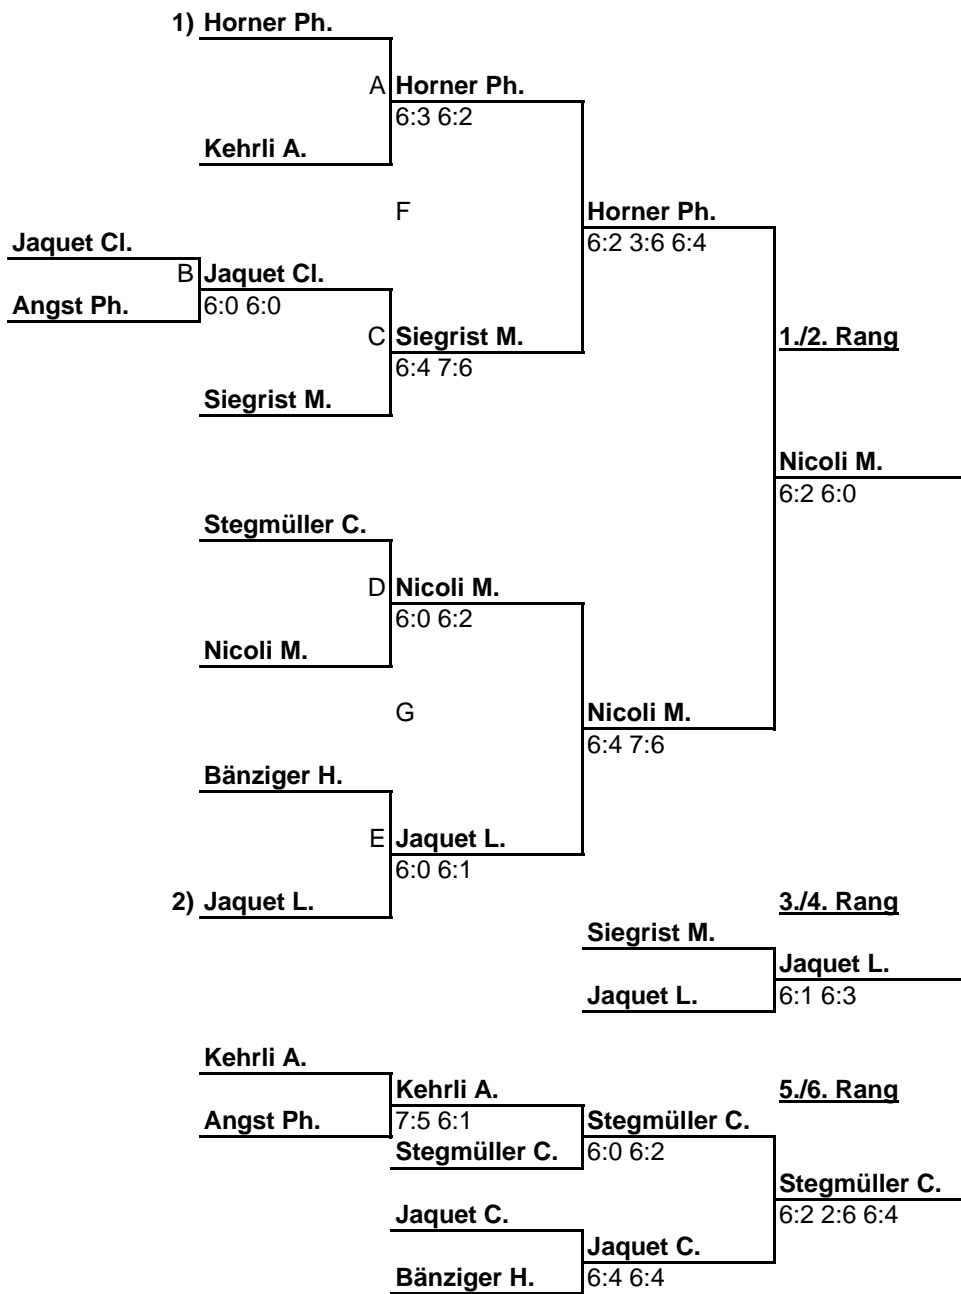 1) Horner Ph.
A Horner Ph.
6:3 6:2
Kehrli A.
F Horner Ph.
Jaquet Cl. 6:2 3:6 6:4
B Jaquet Cl.
Angst Ph. 6:0 6:0
C Siegrist M. 1./2. Rang
6:4 7:6
Siegrist M.
Nicoli M.
6:2 6:0
Stegmüller C.
D Nicoli M.
6:0 6:2
Nicoli M.
G Nicoli M.
6:4 7:6
Bänziger H.
E Jaquet L.
6:0 6:1
2) Jaquet L. 3./4. Rang
Siegrist M.
Jaquet L.
Jaquet L. 6:1 6:3
Kehrli A.
Kehrli A. 5./6. Rang
Angst Ph. 7:5 6:1 Stegmüller C.
Stegmüller C. 6:0 6:2
Stegmüller C.
Jaquet C. 6:2 2:6 6:4
Jaquet C.
Bänziger H. 6:4 6:4